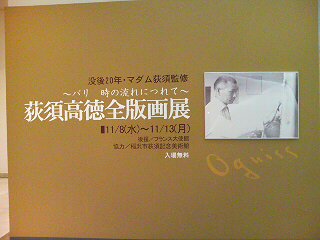 没後20年・マダム荻須監修
〜パリ 時の流れにつれて〜
荻須高徳全版画展
■11/8(水)〜11/13(月)
後援/フランス大使館
協力/稲沢市荻須記念美術館
入場無料
Oguiss